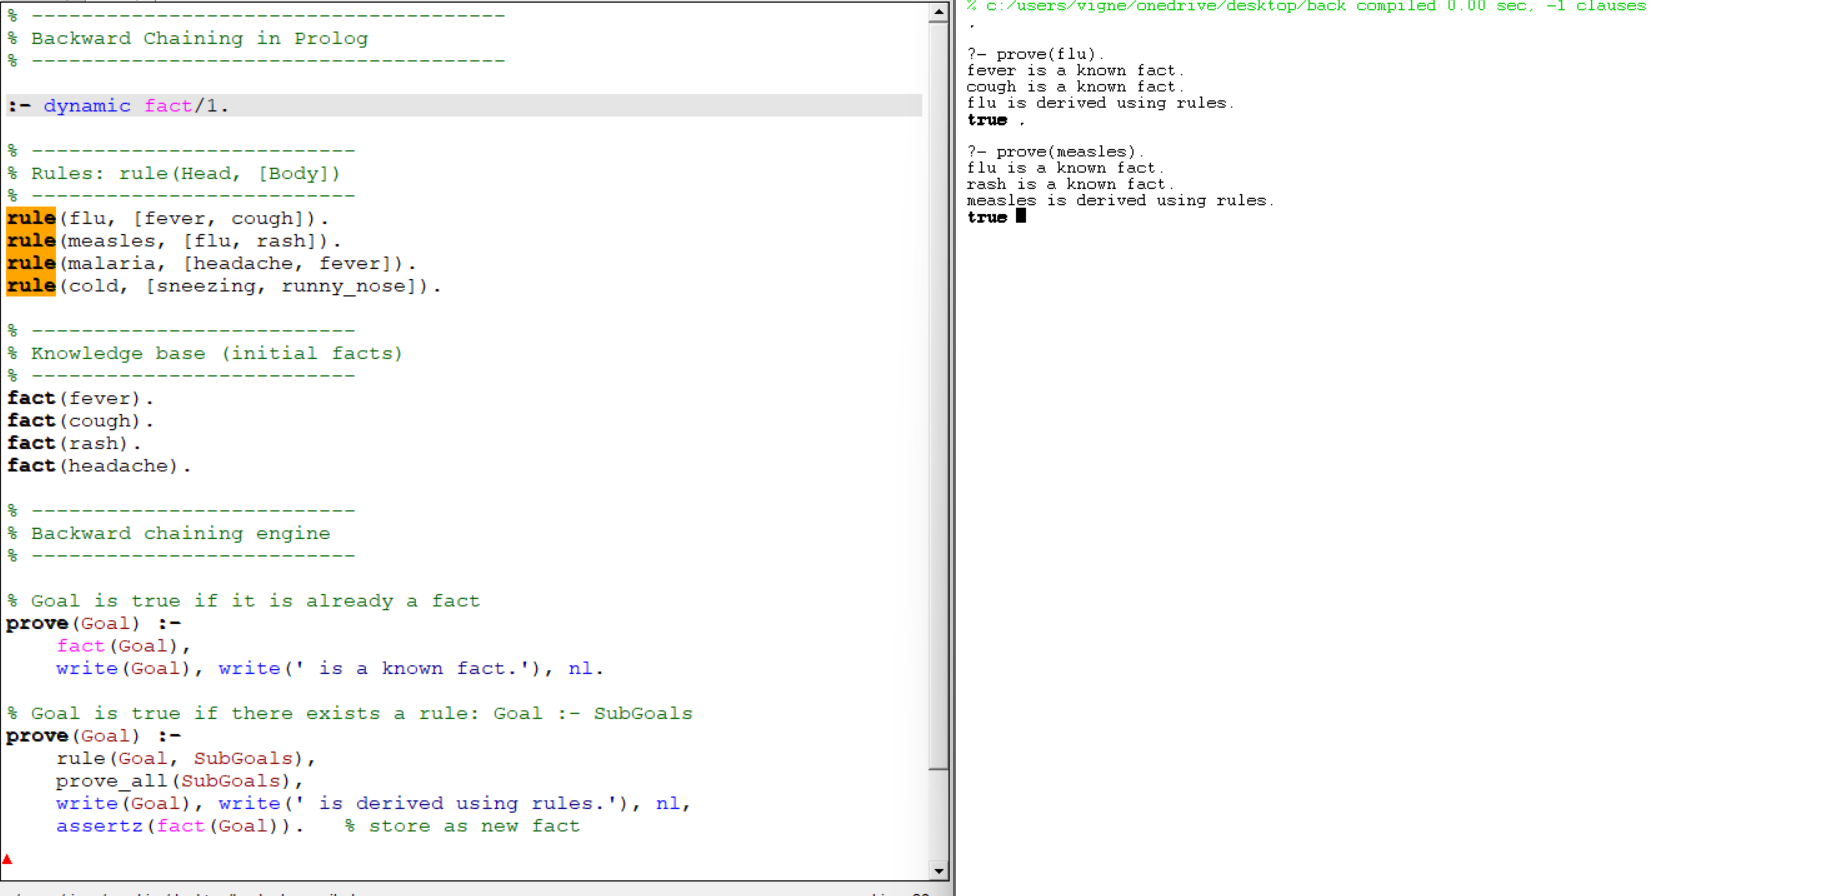 % --------------------------------------
% Backward Chaining in Prolog
% --------------------------------------
:- dynamic fact/1.
% --------------------------
% Rules: rule(Head, [Body])
% --------------------------
rule(flu, [fever, cough]).
rule(measles, [flu, rash]).
rule(malaria, [headache, fever]).
rule(cold, [sneezing, runny_nose]).
% --------------------------
% Knowledge base (initial facts)
% --------------------------
fact(fever).
fact(cough).
fact(rash).
fact(headache).
% --------------------------
% Backward chaining engine
% --------------------------
% Goal is true if it is already a fact
prove(Goal) :-
    fact(Goal),
    write(Goal), write(' is a known fact.'), nl.
% Goal is true if there exists a rule: Goal :- SubGoals
prove(Goal) :-
    rule(Goal, SubGoals),
    prove_all(SubGoals),
    write(Goal), write(' is derived using rules.'), nl,
    assertz(fact(Goal)).   % store as new fact
% c:/users/vigne/onedrive/desktop/back compiled 0.00 sec, -1 clauses
.
?- prove(flu).
fever is a known fact.
cough is a known fact.
flu is derived using rules.
true .
?- prove(measles).
flu is a known fact.
rash is a known fact.
measles is derived using rules.
true